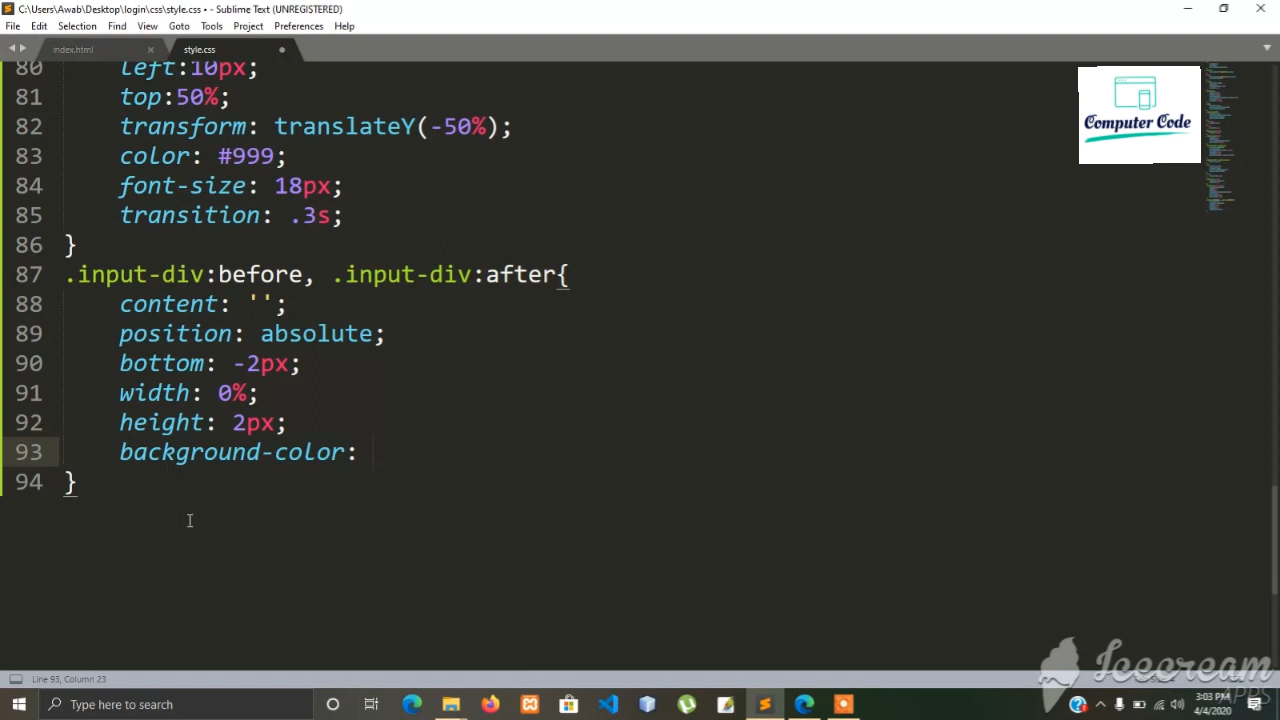 C:\Users\Awab\Desktop\login\css\style.css • - Sublime Text (UNREGISTERED)
File Edit Selection Find View Goto Tools Project Preferences Help
index.html
style.css
80 left:10px;
81 top:50%;
82 transform: translateY(-50%);
83 color: #999;
84 font-size: 18px;
85 transition: .3s;
86 }
87 .input-div:before, .input-div:after{
88 content: '';
89 position: absolute;
90 bottom: -2px;
91 width: 0%;
92 height: 2px;
93 background-color:
94 }
Computer Code
Line 93, Column 23
Icecream
APPS
Type here to search
3:03 PM
4/4/2020